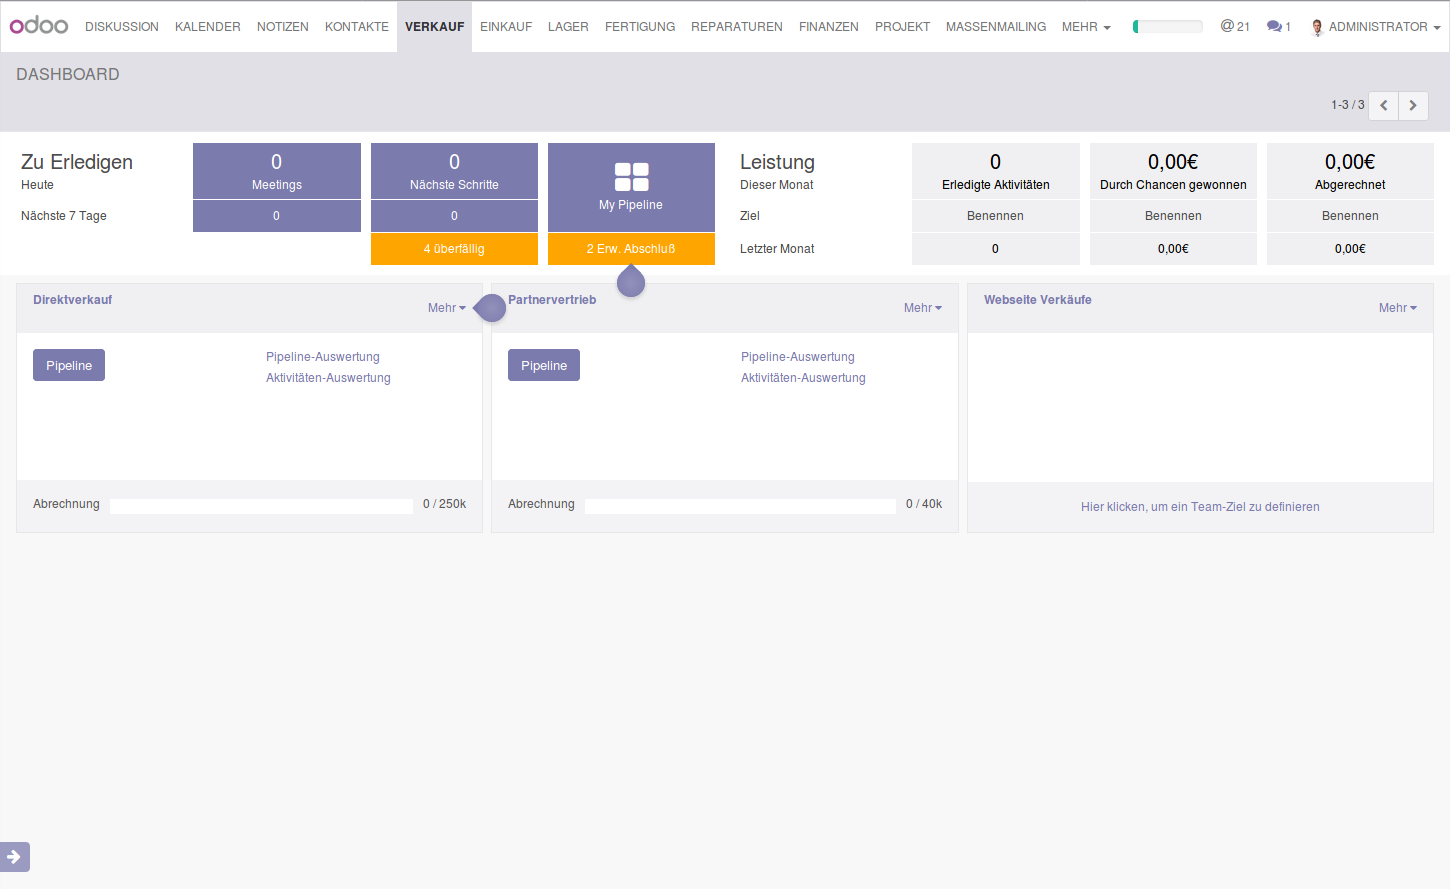 odoo DISKUSSION KALENDER NOTIZEN KONTAKTE VERKAUF EINKAUF LAGER FERTIGUNG REPARATUREN FINANZEN PROJEKT MASSENMAILING MEHR @ 21 1 ADMINISTRATOR
DASHBOARD
1-3 / 3
Zu Erledigen 0 0 Leistung 0 0,00€ 0,00€
Heute Meetings Nächste Schritte My Pipeline Dieser Monat Erledigte Aktivitäten Durch Chancen gewonnen Abgerechnet
Nächste 7 Tage 0 0 Ziel Benennen Benennen Benennen
4 überfällig 2 Erw. Abschluß Letzter Monat 0 0,00€ 0,00€
Direktverkauf Mehr Partnervertrieb Mehr Webseite Verkäufe Mehr
Pipeline Pipeline-Auswertung Pipeline Pipeline-Auswertung
Aktivitäten-Auswertung Aktivitäten-Auswertung
Abrechnung 0 / 250k Abrechnung 0 / 40k Hier klicken, um ein Team-Ziel zu definieren